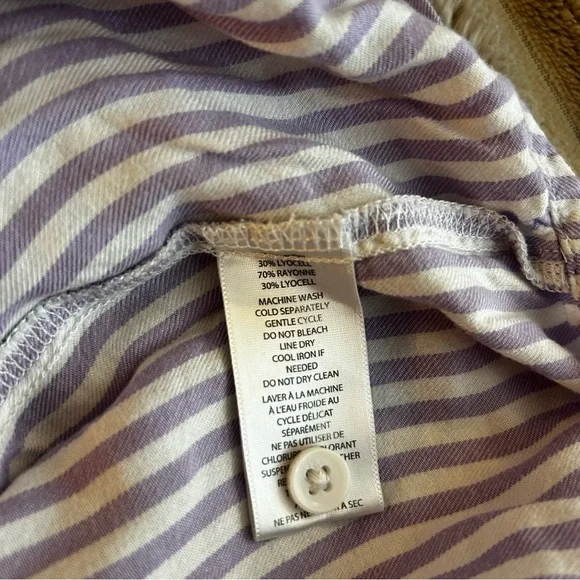 30% LYOCELL
70% RAYONNE
30% LYOCELL
MACHINE WASH
COLD SEPARATELY
GENTLE CYCLE
DO NOT BLEACH
LINE DRY
COOL IRON IF
NEEDED
DO NOT DRY CLEAN
LAVER À LA MACHINE
À L'EAU FROIDE AU
CYCLE DÉLICAT
SÉPARÉMENT
NE PAS UTILISER DE
SEC